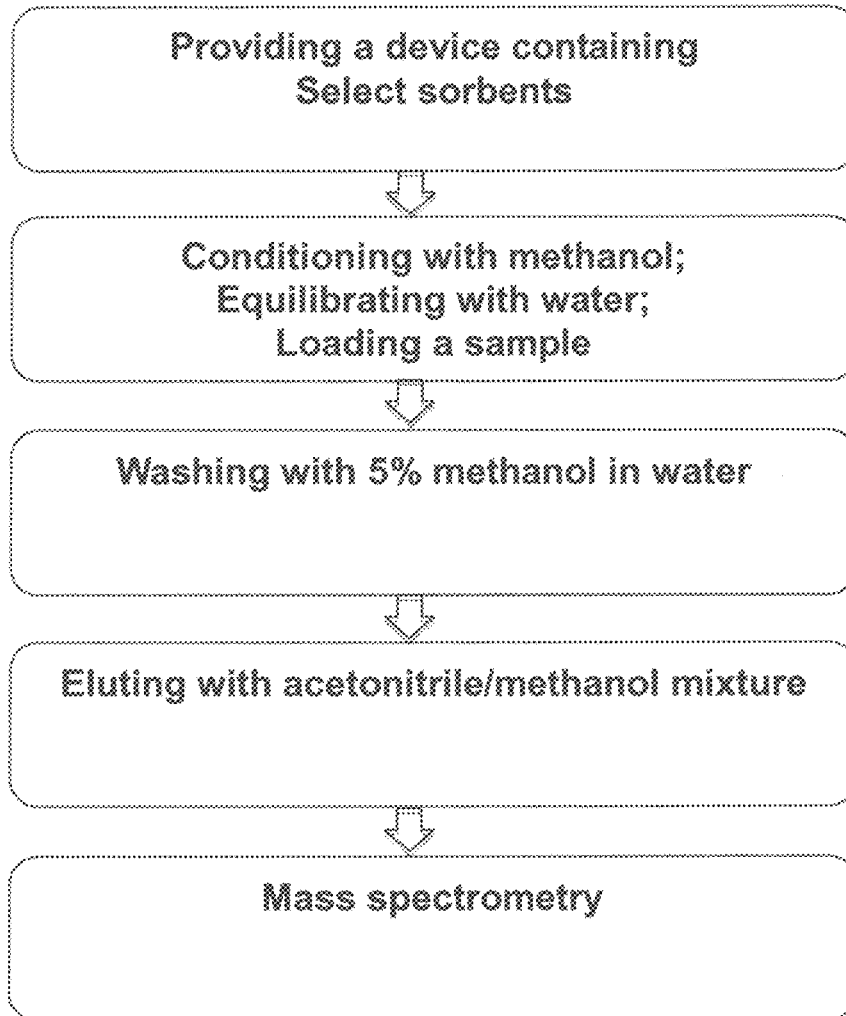 Providing a device containing
Select sorbents
Conditioning with methanol;
Equilibrating with water;
Loading a sample
Washing with 5% methanol in water
Eluting with acetonitrile/methanol mixture
Mass spectrometry